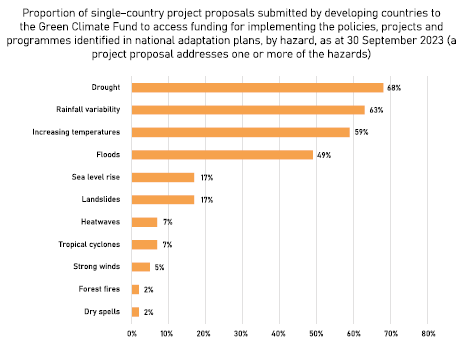 Proportion of single–country project proposals submitted by developing countries to
the Green Climate Fund to access funding for implementing the policies, projects and
programmes identified in national adaptation plans, by hazard, as at 30 September 2023 (a
project proposal addresses one or more of the hazards)
Drought 68%
Rainfall variability 63%
Increasing temperatures 59%
Floods 49%
Sea level rise 17%
Landslides 17%
Heatwaves 7%
Tropical cyclones 7%
Strong winds 5%
Forest fires 2%
Dry spells 2%
0% 10% 20% 30% 40% 50% 60% 70% 80%